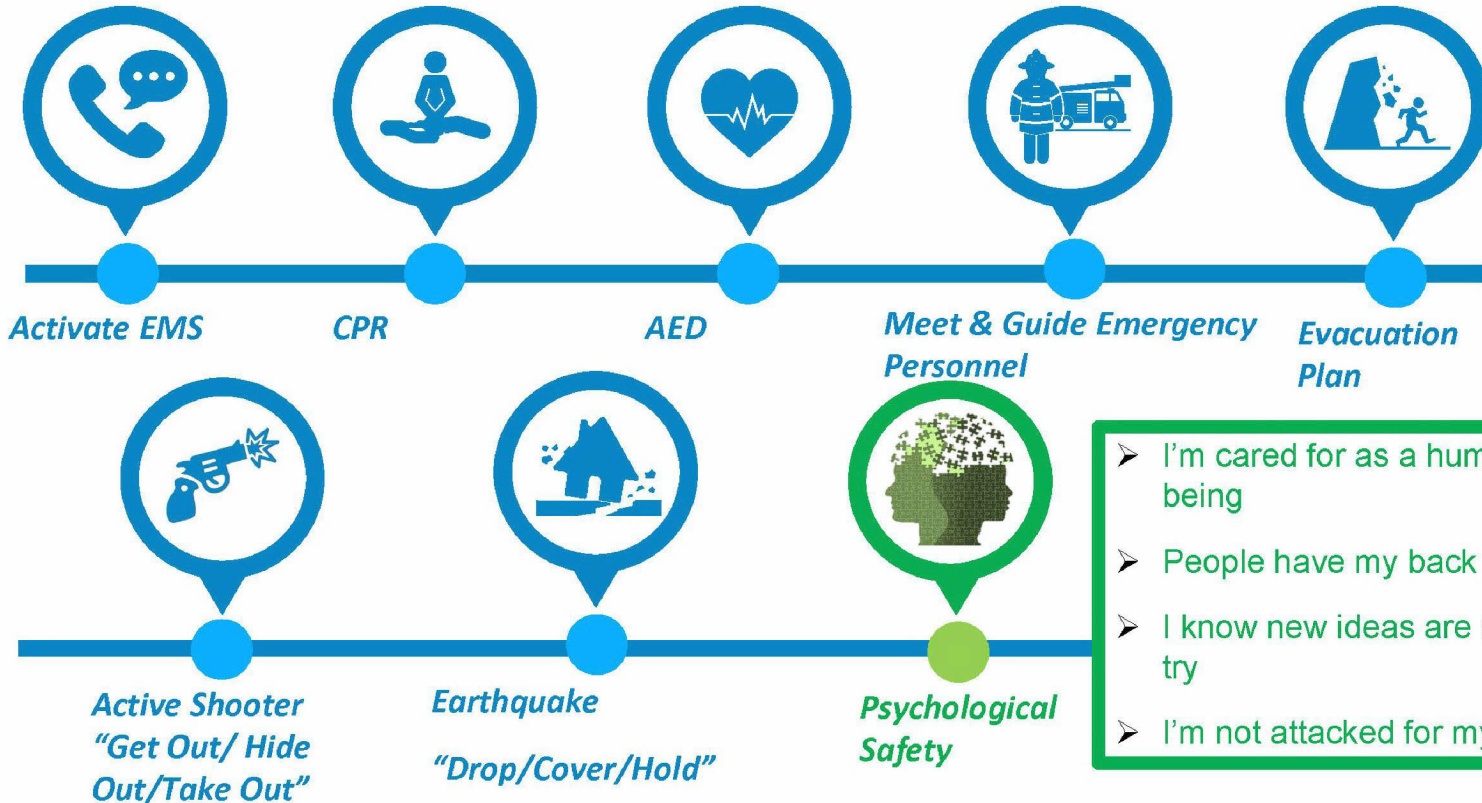 Activate EMS
CPR
AED
Meet & Guide Emergency
Personnel
Evacuation
Plan
Active Shooter
“Get Out/ Hide
Out/Take Out”
Earthquake
“Drop/Cover/Hold”
Psychological
Safety
➢ I'm cared for as a
being
➢ People have my back
➢ I know new ideas are
try
➢ I'm not attacked for my